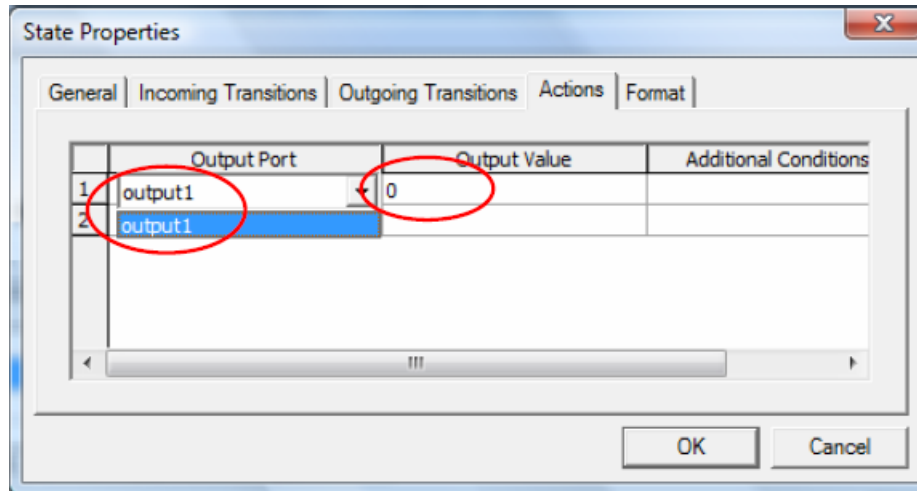 State Properties
General Incoming Transitions Outgoing Transitions Actions Format
Output Port Output Value Additional Conditions
1 output1 0
2 output1
OK Cancel